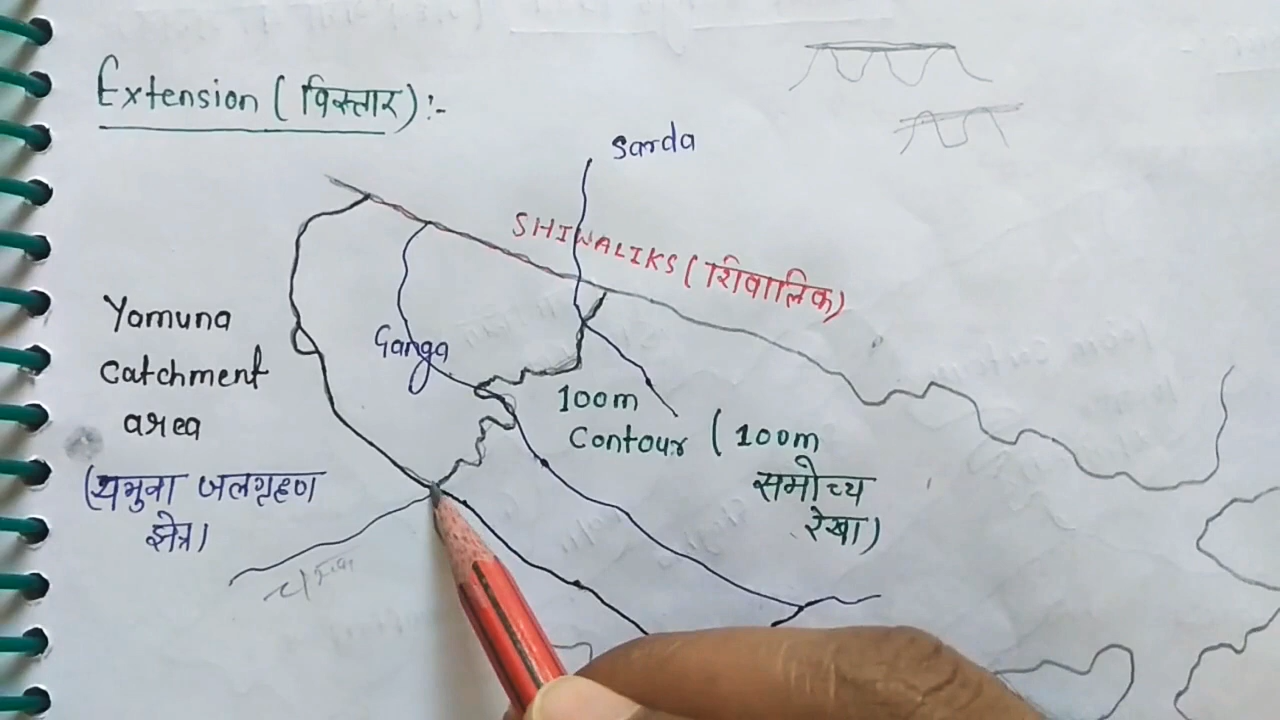 Extension (विस्तार) :-
Sarda
SHIWALIKS (शिवालिक)
Yamuna
Catchment
area
(यमुना जलग्रहण
क्षेत्र)
Ganga
100m
Contour (100m
समोच्य
रेखा)